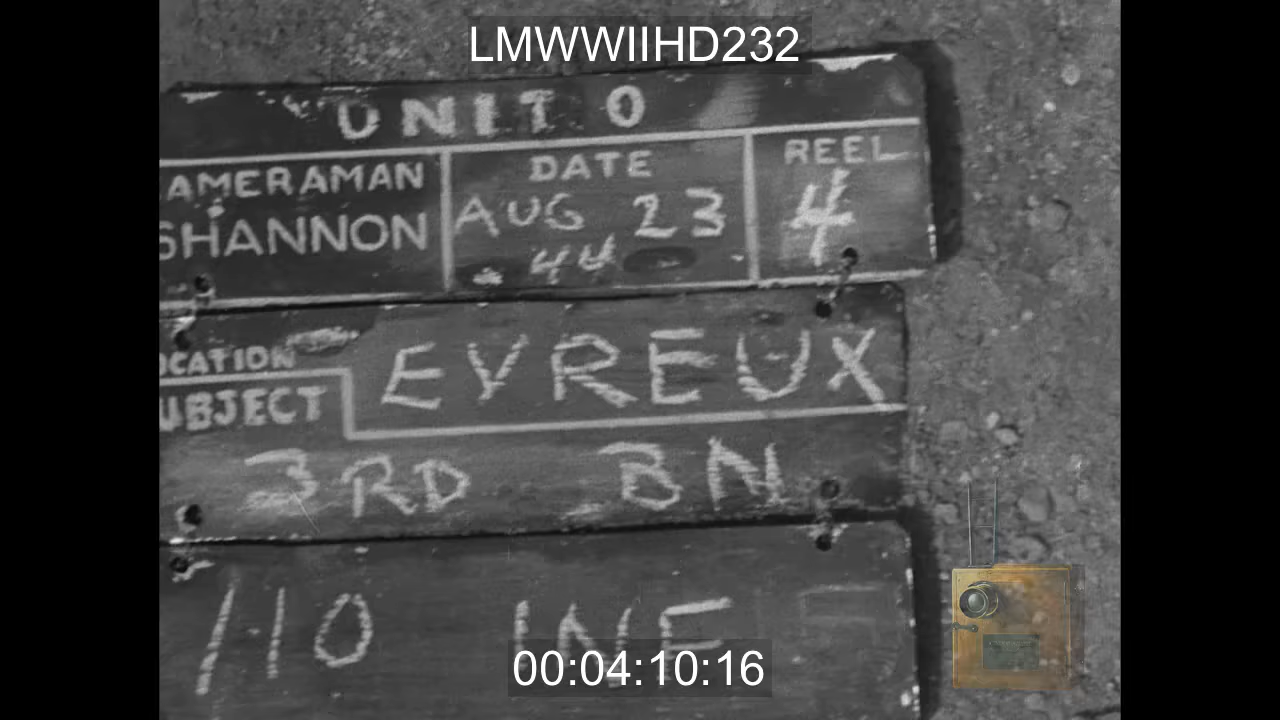 LMWWIIHD232
UNIT O
AMERAMAN DATE REEL
SHANNON AUG 23 4
44
OCATION EVREUX
UBJECT
3RD BN
110 INF
00:04:10:16